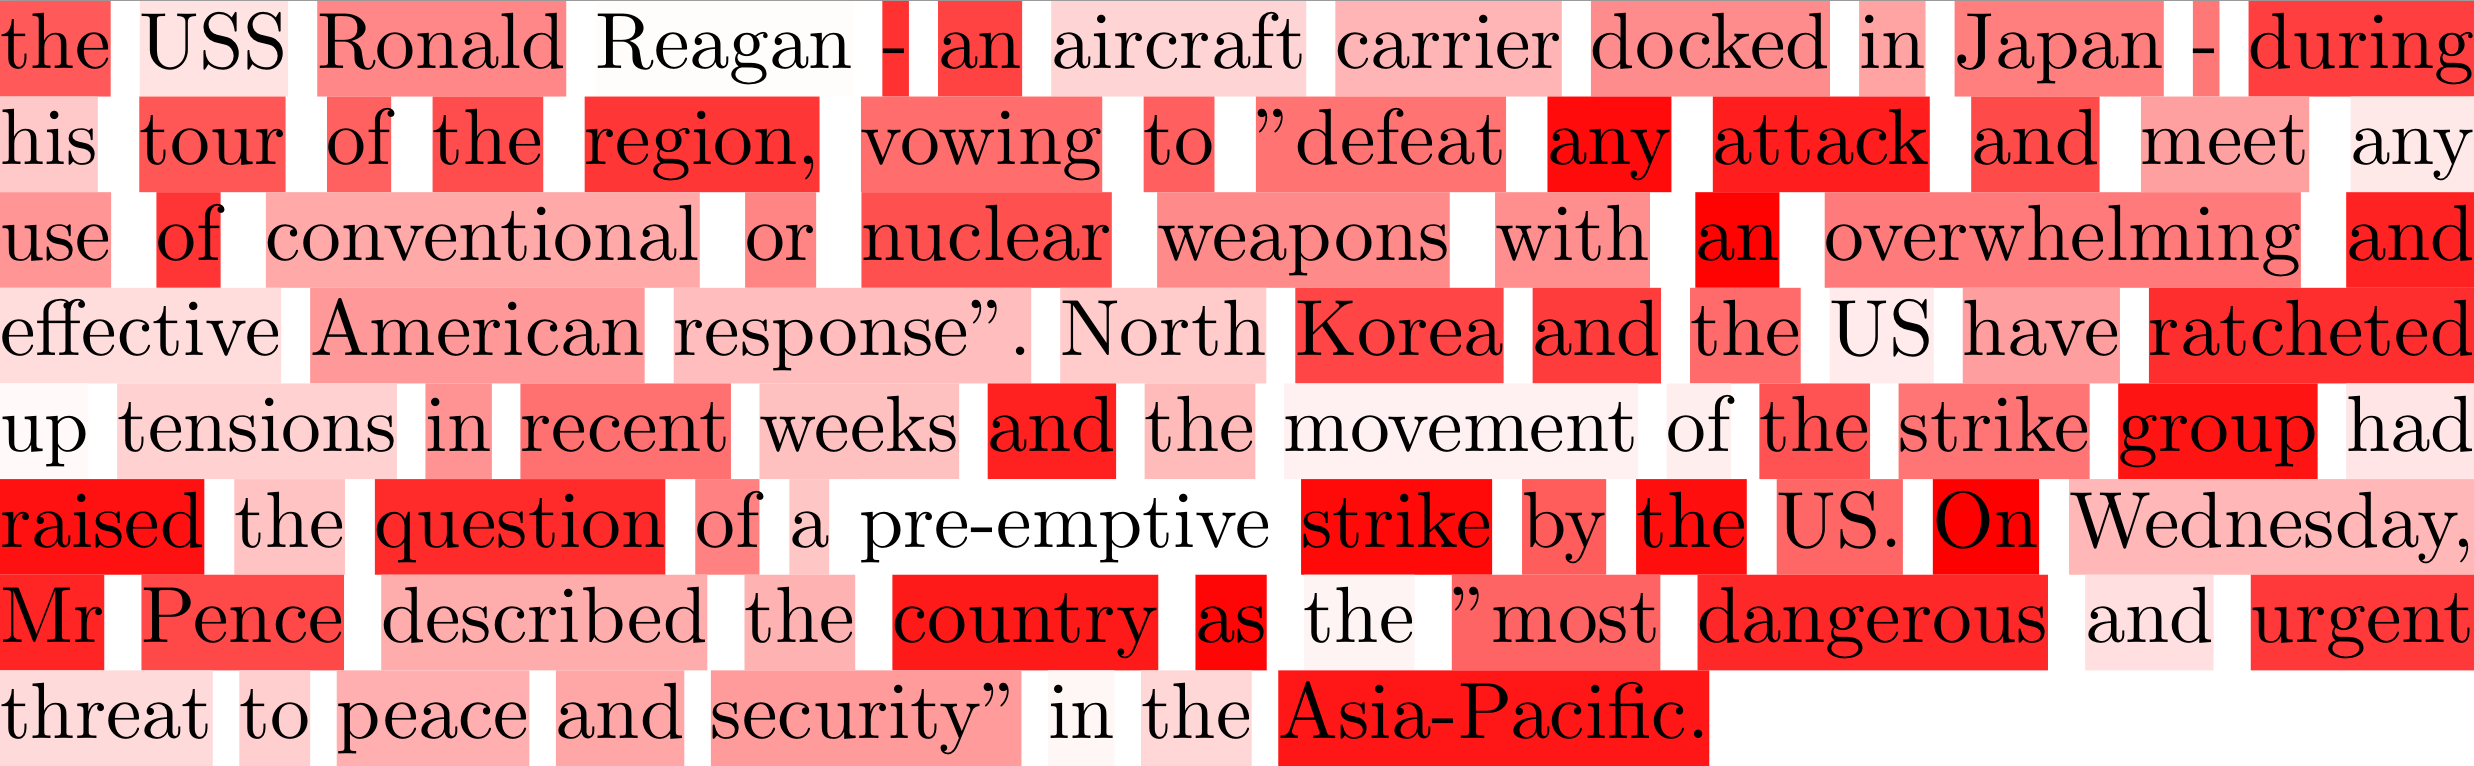 the USS Ronald Reagan - an aircraft carrier docked in Japan - during
his tour of the region, vowing to ”defeat any attack and meet any
use of conventional or nuclear weapons with an overwhelming and
effective American response”. North Korea and the US have ratcheted
up tensions in recent weeks and the movement of the strike group had
raised the question of a pre-emptive strike by the US. On Wednesday,
Mr Pence described the country as the ”most dangerous and urgent
threat to peace and security” in the Asia-Pacific.